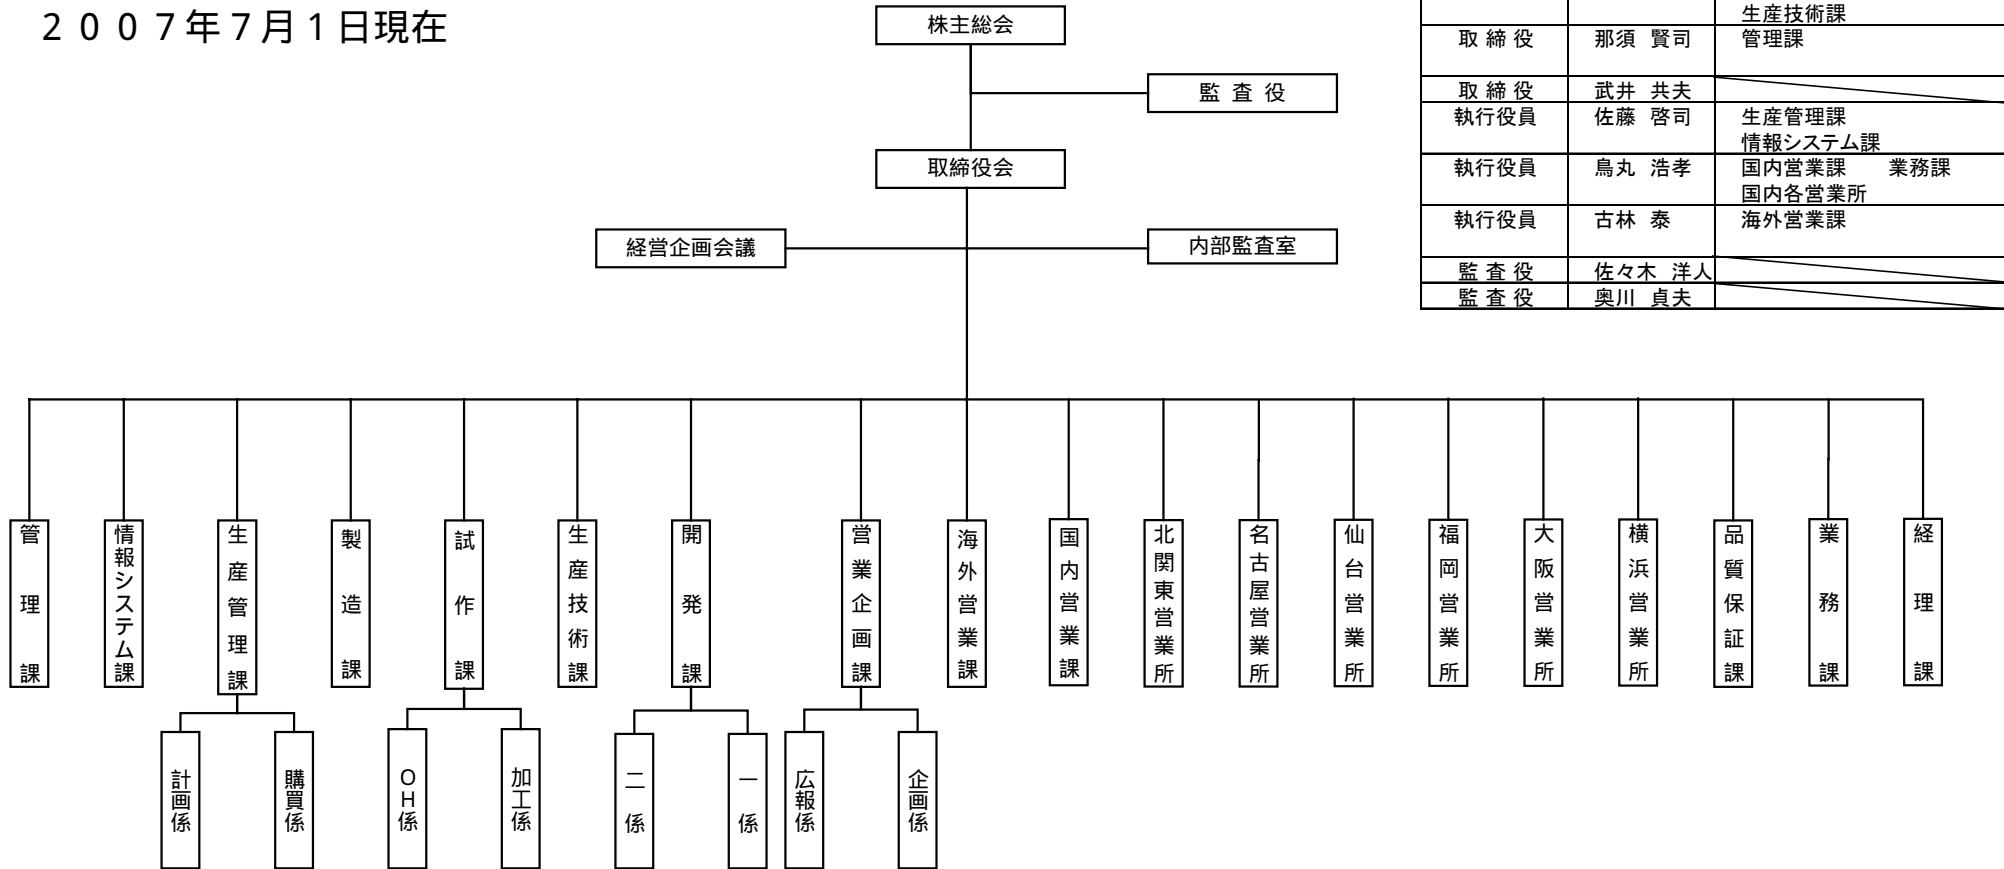 ２００７年７月１日現在
株主総会
監 査 役
取締役会
経営企画会議
内部監査室
生産技術課
取 締 役 那須 賢司 管理課
取 締 役 武井 共夫
執行役員 佐藤 啓司 生産管理課
情報システム課
執行役員 鳥丸 浩孝 国内営業課 業務課
国内各営業所
執行役員 古林 泰 海外営業課
監 査 役 佐々木 洋人
監 査 役 奥川 貞夫
管理課
情報システム課
生産管理課
製造課
試作課
生産技術課
開発課
営業企画課
海外営業課
国内営業課
北関東営業所
名古屋営業所
仙台営業所
福岡営業所
大阪営業所
横浜営業所
品質保証課
業務課
経理課
計画係
購買係
OH係
加工係
二係
一係
広報係
企画係